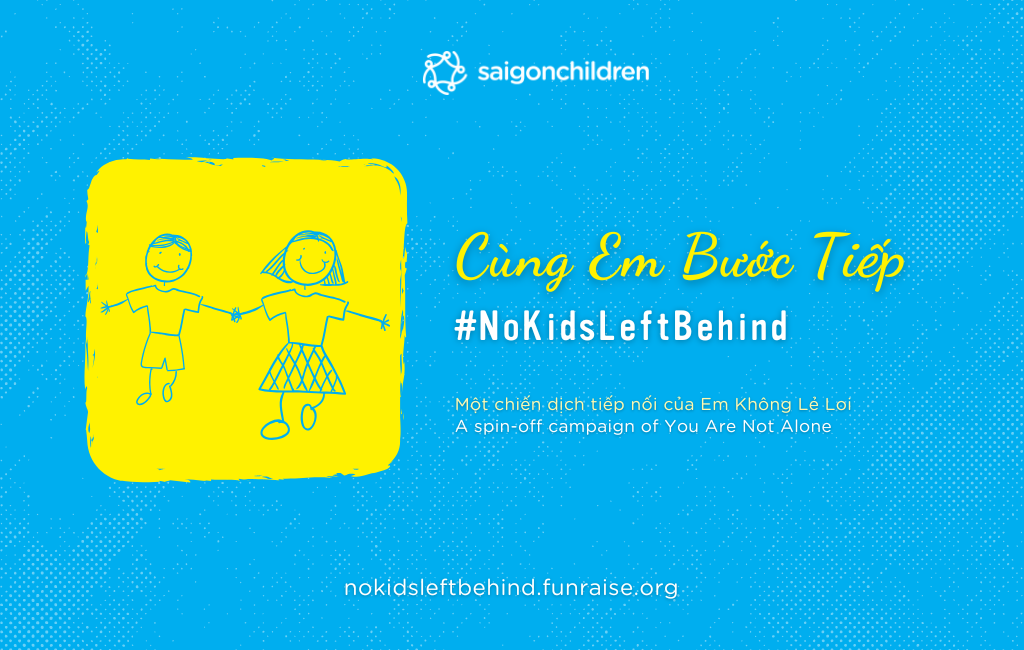 saigonchildren
Cùng Em Bước Tiếp
#NoKidsLeftBehind
Một chiến dịch tiếp nối của Em Không Lẻ Loi
A spin-off campaign of You Are Not Alone
nokidsleftbehind.funraise.org